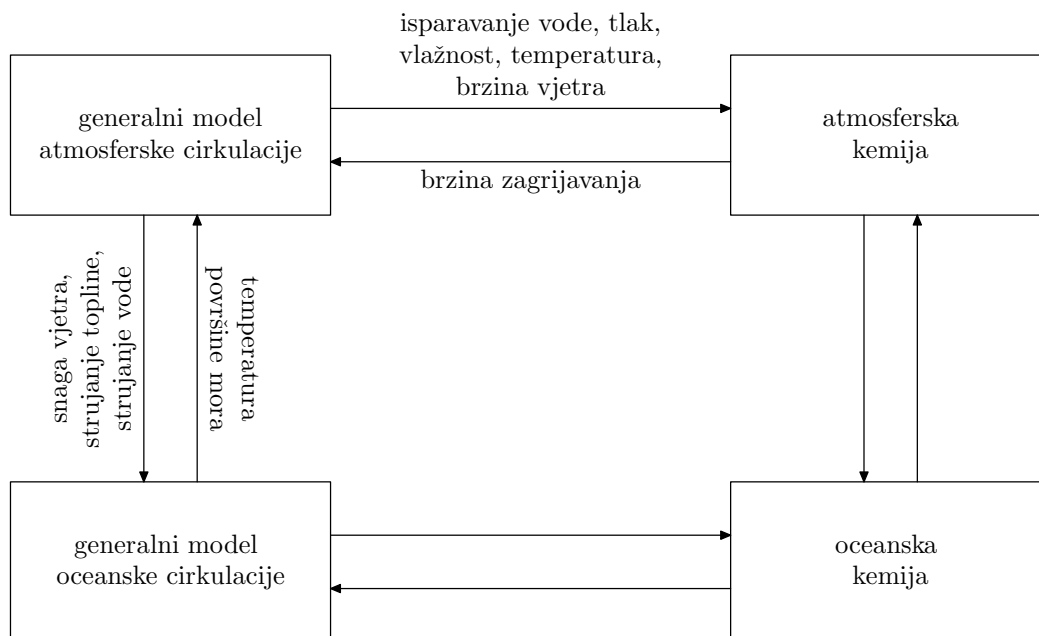 isparavanje vode, tlak,
vlažnost, temperatura,
brzina vjetra
generalni model
atmosferske cirkulacije
atmosferska
kemija
brzina zagrijavanja
snaga vjetra,
strujanje topline,
strujanje vode
temperatura
površine mora
generalni model
oceanske cirkulacije
oceanska
kemija